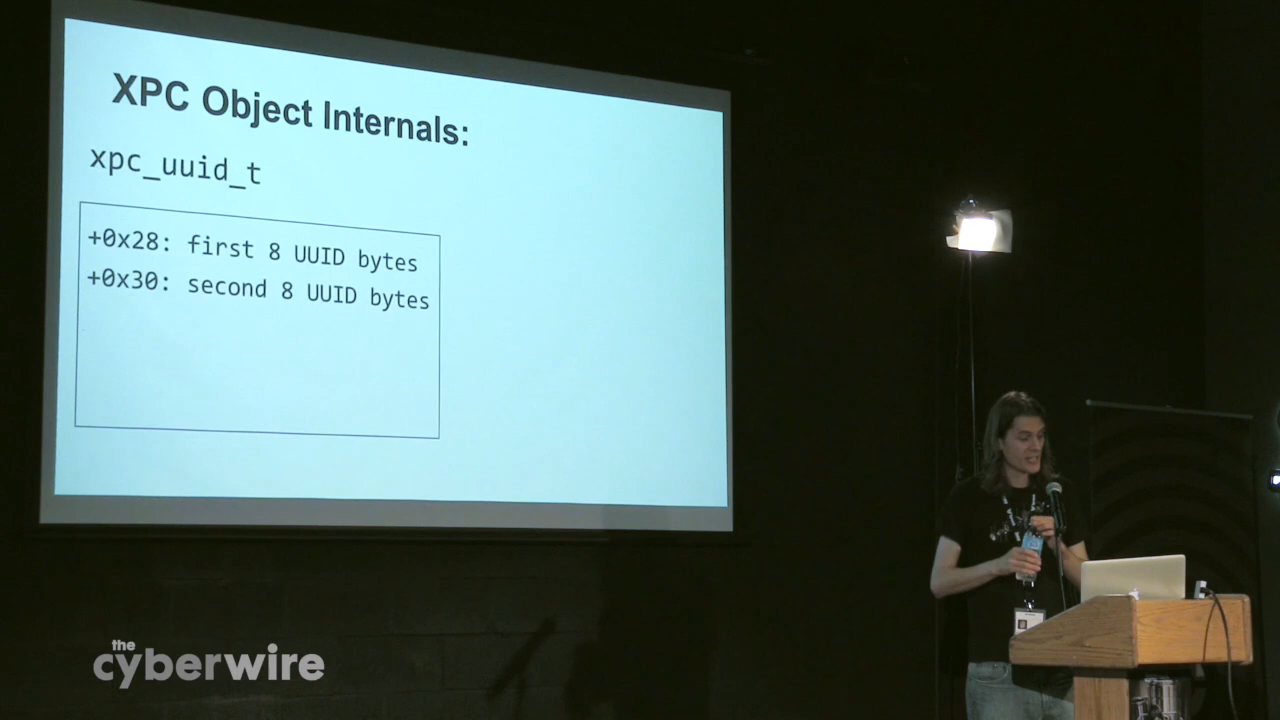 XPC Object Internals:
xpc_uuid_t
+0x28: first 8 UUID bytes
+0x30: second 8 UUID bytes
the
cyberwire